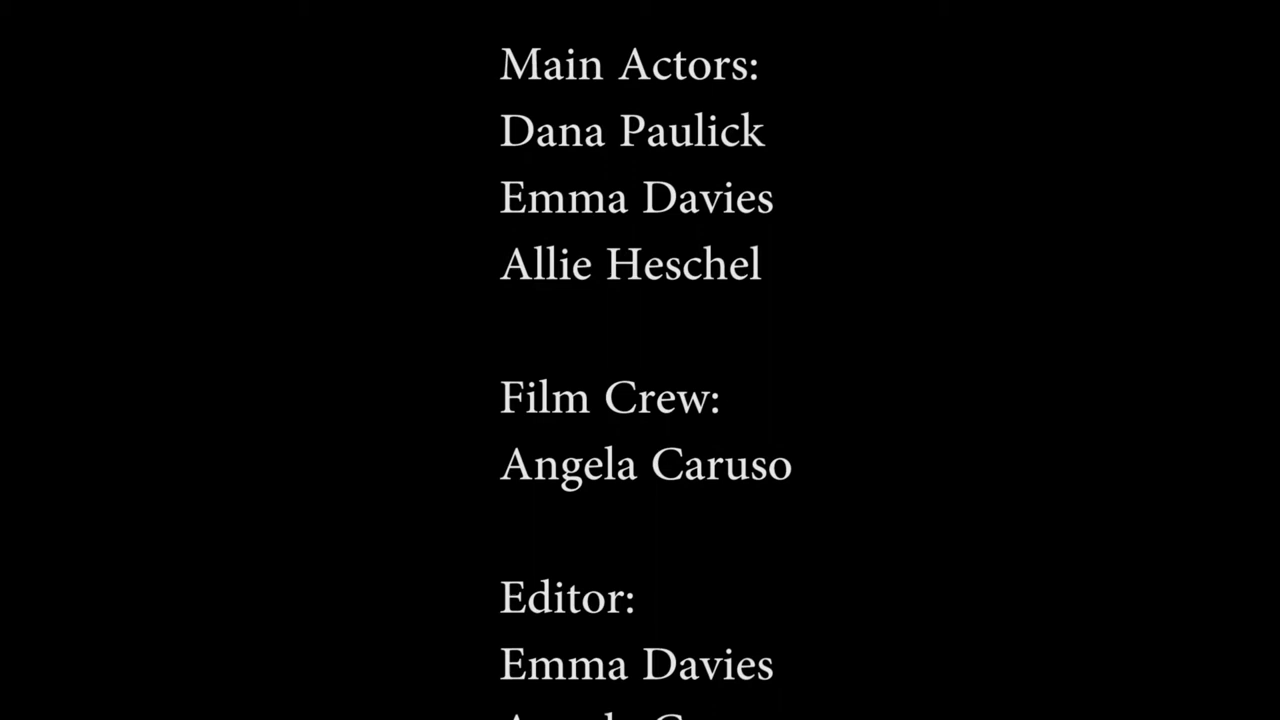 Main Actors:
Dana Paulick
Emma Davies
Allie Heschel
Film Crew:
Angela Caruso
Editor:
Emma Davies